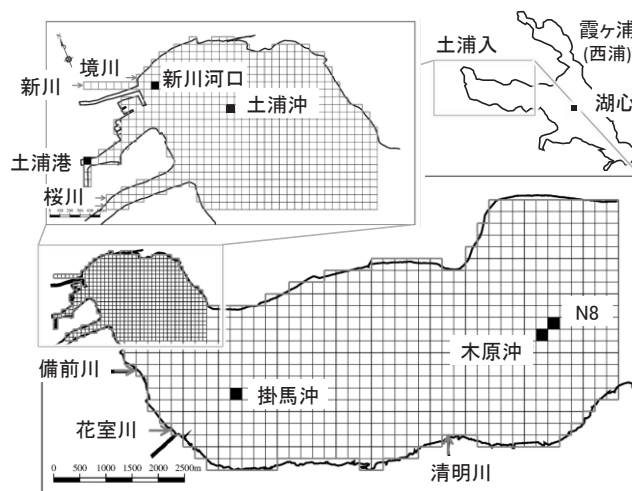 境川
新川
新川河口
土浦沖
土浦港
桜川
土浦入
霞ヶ浦
(西浦)
湖心
N8
木原沖
備前川
掛馬沖
花室川
清明川
0 500 1000 1500 2000 2500m